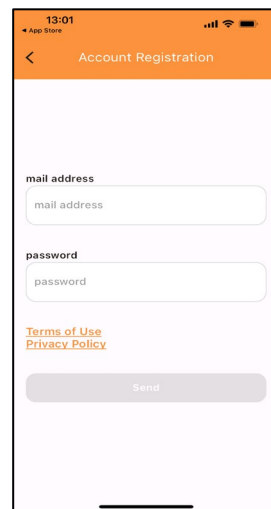 13:01
◀ App Store
Account Registration
mail address
mail address
password
password
Terms of Use
Privacy Policy
Send